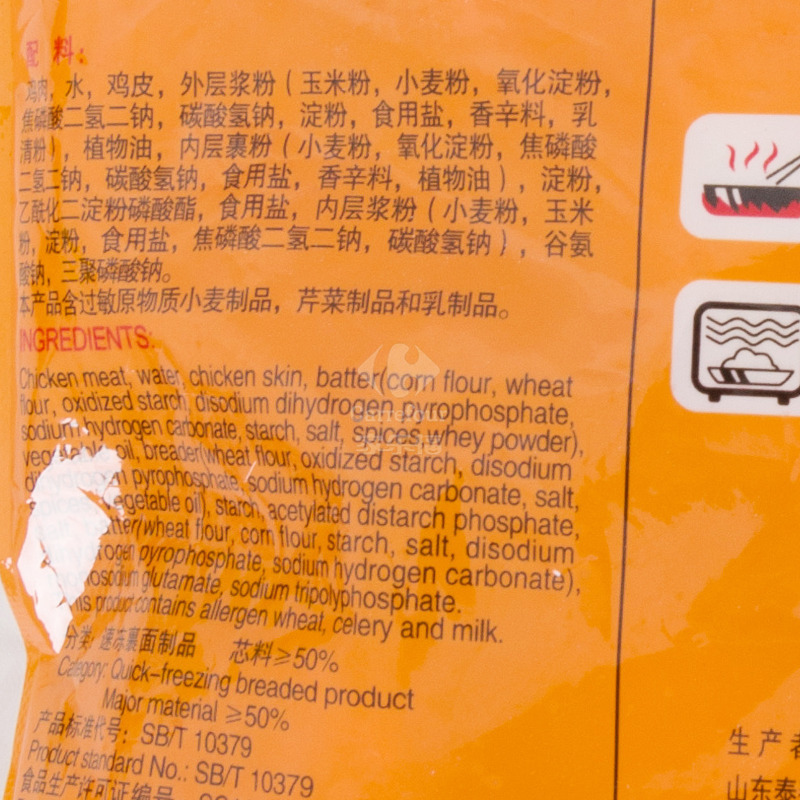 配 料:
鸡肉, 水, 鸡皮, 外层浆粉(玉米粉, 小麦粉, 氧化淀粉,
焦磷酸二氢二钠, 碳酸氢钠, 淀粉, 食用盐, 香辛料, 乳
清粉), 植物油, 内层裹粉(小麦粉, 氧化淀粉, 焦磷酸
二氢二钠, 碳酸氢钠, 食用盐, 香辛料, 植物油), 淀粉,
乙酰化二淀粉磷酸酯, 食用盐, 内层浆粉(小麦粉, 玉米
粉, 淀粉, 食用盐, 焦磷酸二氢二钠, 碳酸氢钠), 谷氨
酸钠, 三聚磷酸钠。
本产品含过敏原物质小麦制品, 芹菜制品和乳制品。
INGREDIENTS:
Chicken meat, water, chicken skin, batter(corn flour, wheat
flour, oxidized starch, disodium dihydrogen pyrophosphate,
sodium hydrogen carbonate, starch, salt, spices, whey powder),
vegetable oil, breader(wheat flour, oxidized starch, disodium
pyrophosphate, sodium hydrogen carbonate, salt,
vegetable oil), starch, acetylated distarch phosphate,
batter(wheat flour, corn flour, starch, salt, disodium
pyrophosphate, sodium hydrogen carbonate),
glutamate, sodium tripolyphosphate.
This product contains allergen wheat, celery and milk.
分类: 速冻裹面制品 芯料≥50%
Category: Quick-freezing breaded product
Major material ≥50%
产品标准代号: SB/T 10379
Product standard No.: SB/T 10379
食品生产许可证编号
Carrefour
家乐福
生产者
山东泰